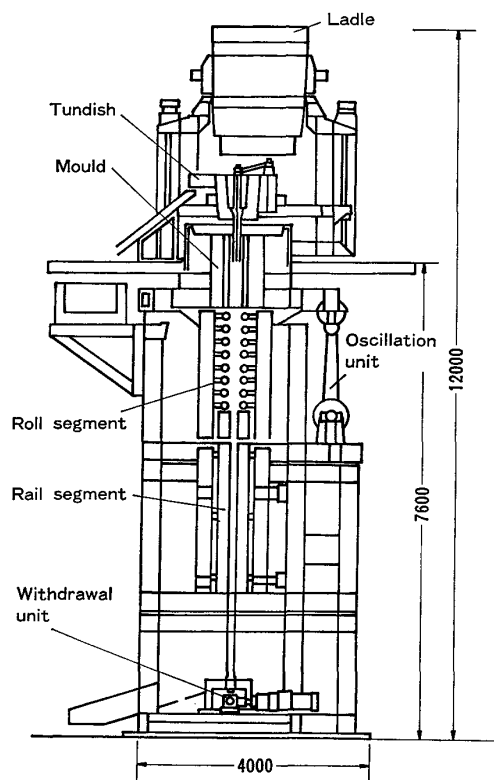 Ladle
Tundish
Mould
Oscillation
unit
12000
Roll segment
7600
Rail segment
Withdrawal
unit
4000